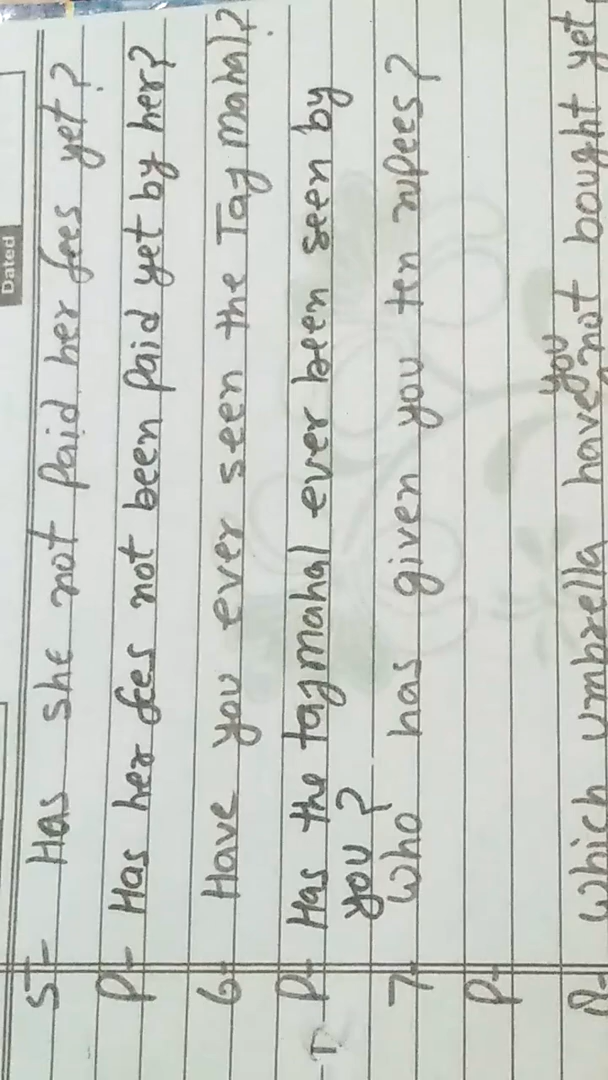 Dated
5- Has she not paid her fees yet?
P- Has her fees not been paid yet by her?
6- Have you ever seen the Taj mahal?
P- Has the tajmahal ever been seen by
you?
7- Who has given you ten rupees?
P-
you
8- Which umbrella have not bought yet